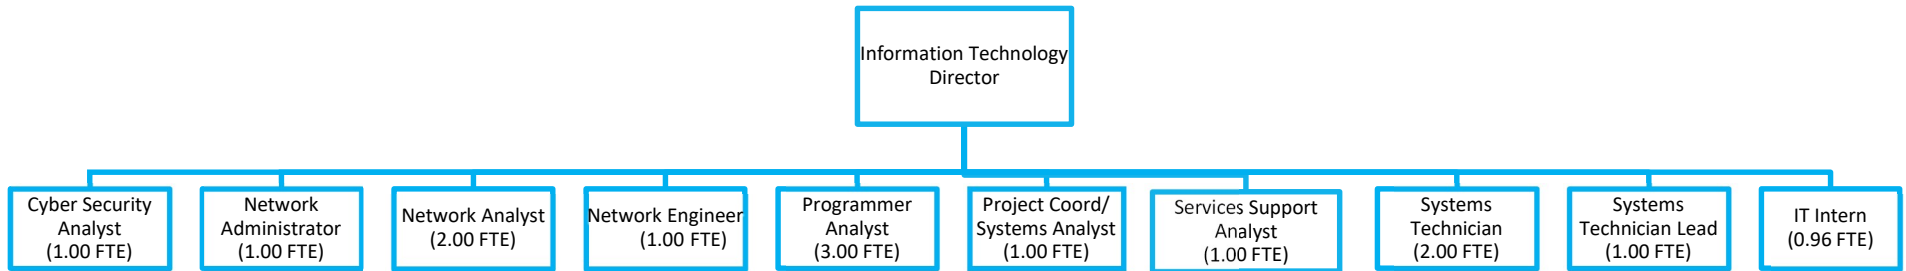 Information Technology
Director
Cyber Security
Analyst
(1.00 FTE)
Network
Administrator
(1.00 FTE)
Network Analyst
(2.00 FTE)
Network Engineer
(1.00 FTE)
Programmer
Analyst
(3.00 FTE)
Project Coord/
Systems Analyst
(1.00 FTE)
Services Support
Analyst
(1.00 FTE)
Systems
Technician
(2.00 FTE)
Systems
Technician Lead
(1.00 FTE)
IT Intern
(0.96 FTE)